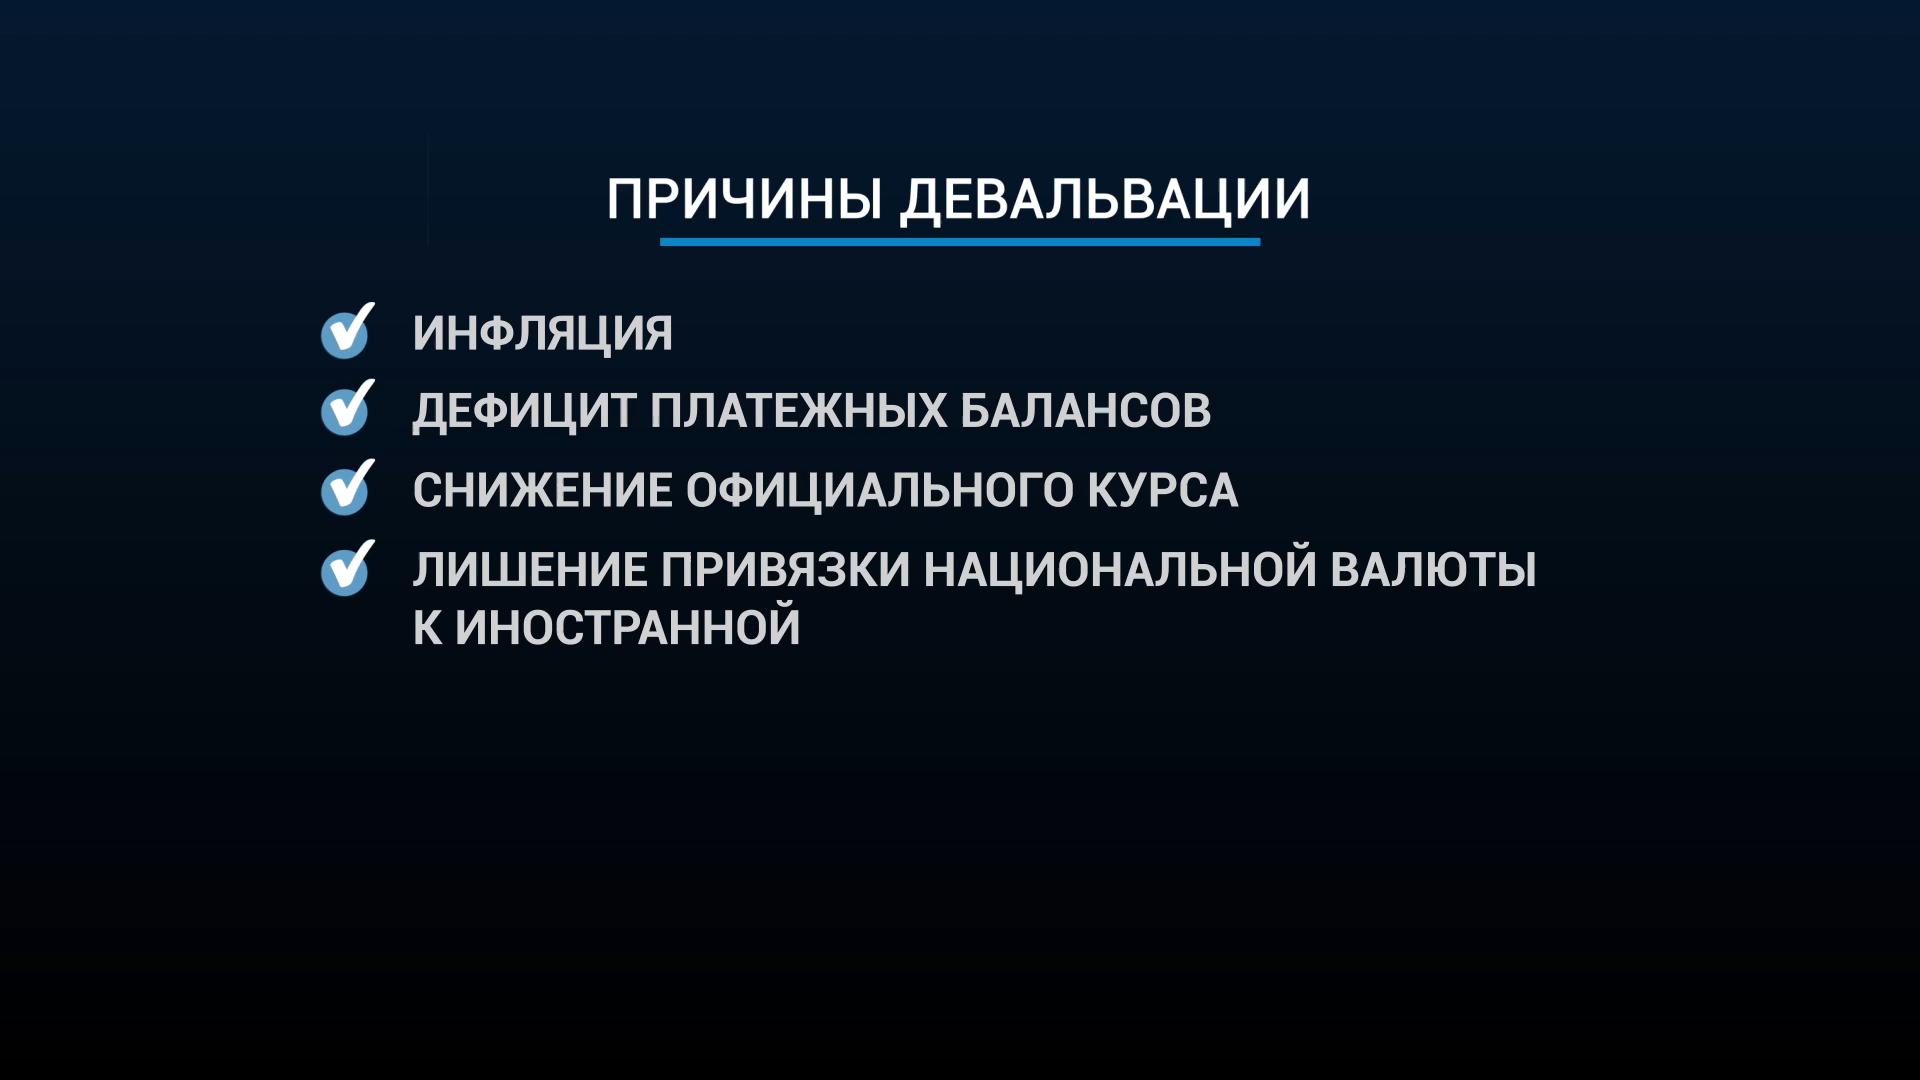 ПРИЧИНЫ ДЕВАЛЬВАЦИИ
ИНФЛЯЦИЯ
ДЕФИЦИТ ПЛАТЕЖНЫХ БАЛАНСОВ
СНИЖЕНИЕ ОФИЦИАЛЬНОГО КУРСА
ЛИШЕНИЕ ПРИВЯЗКИ НАЦИОНАЛЬНОЙ ВАЛЮТЫ
К ИНОСТРАННОЙ